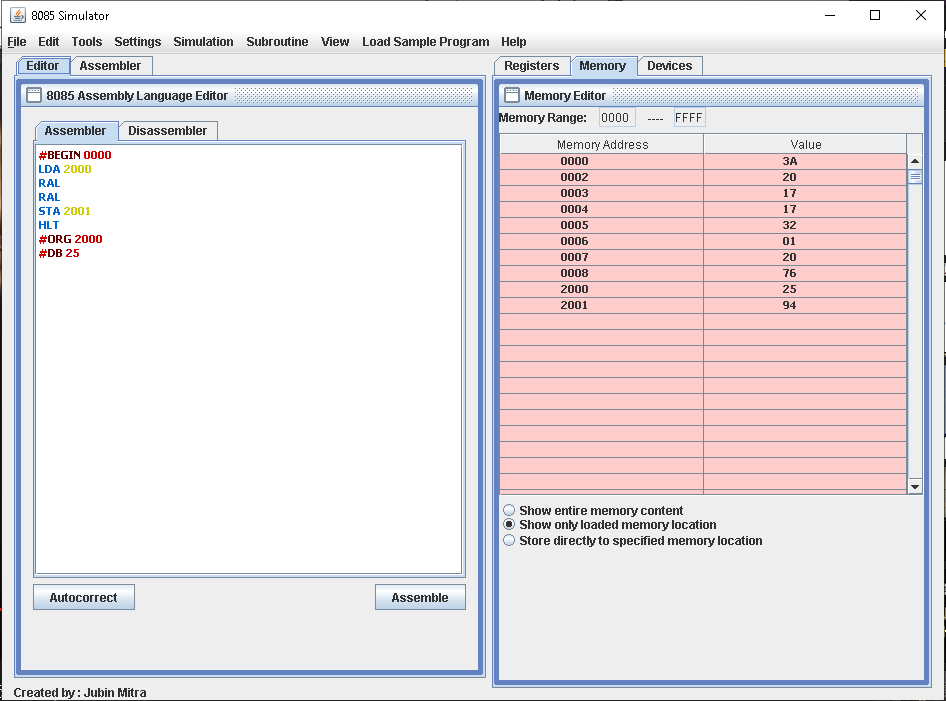 8085 Simulator
File Edit Tools Settings Simulation Subroutine View Load Sample Program Help
Editor Assembler
8085 Assembly Language Editor
Assembler Disassembler
#BEGIN 0000
LDA 2000
RAL
RAL
STA 2001
HLT
#ORG 2000
#DB 25
Autocorrect Assemble
Created by : Jubin Mitra
Registers Memory Devices
Memory Editor
Memory Range: 0000 ---- FFFF
Memory Address Value
0000 3A
0002 20
0003 17
0004 17
0005 32
0006 01
0007 20
0008 76
2000 25
2001 94
Show entire memory content
Show only loaded memory location
Store directly to specified memory location